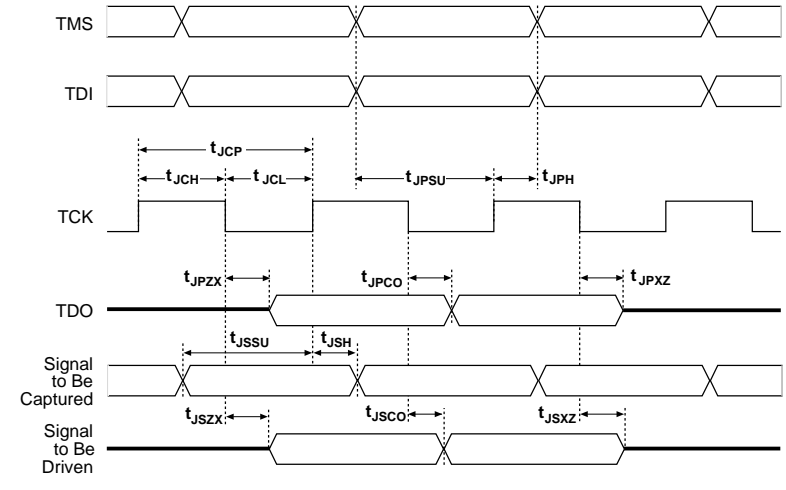 TMS
TDI
tJCP
tJCH
tJCL
tJPSU
tJPH
TCK
tJPZX
tJPCO
tJPXZ
TDO
tJSSU
tJSH
Signal
to Be
Captured
tJSZX
tJSCO
tJSXZ
Signal
to Be
Driven